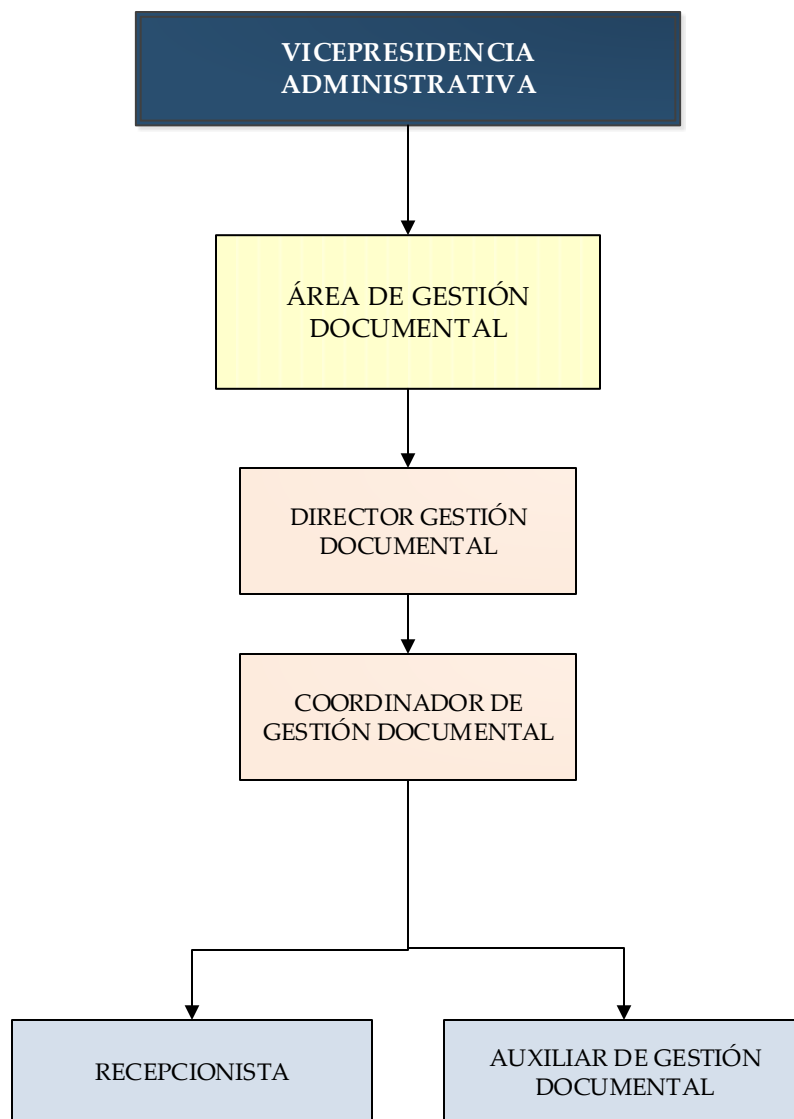 VICEPRESIDENCIA
ADMINISTRATIVA
ÁREA DE GESTIÓN
DOCUMENTAL
DIRECTOR GESTIÓN
DOCUMENTAL
COORDINADOR DE
GESTIÓN DOCUMENTAL
RECEPCIONISTA
AUXILIAR DE GESTIÓN
DOCUMENTAL